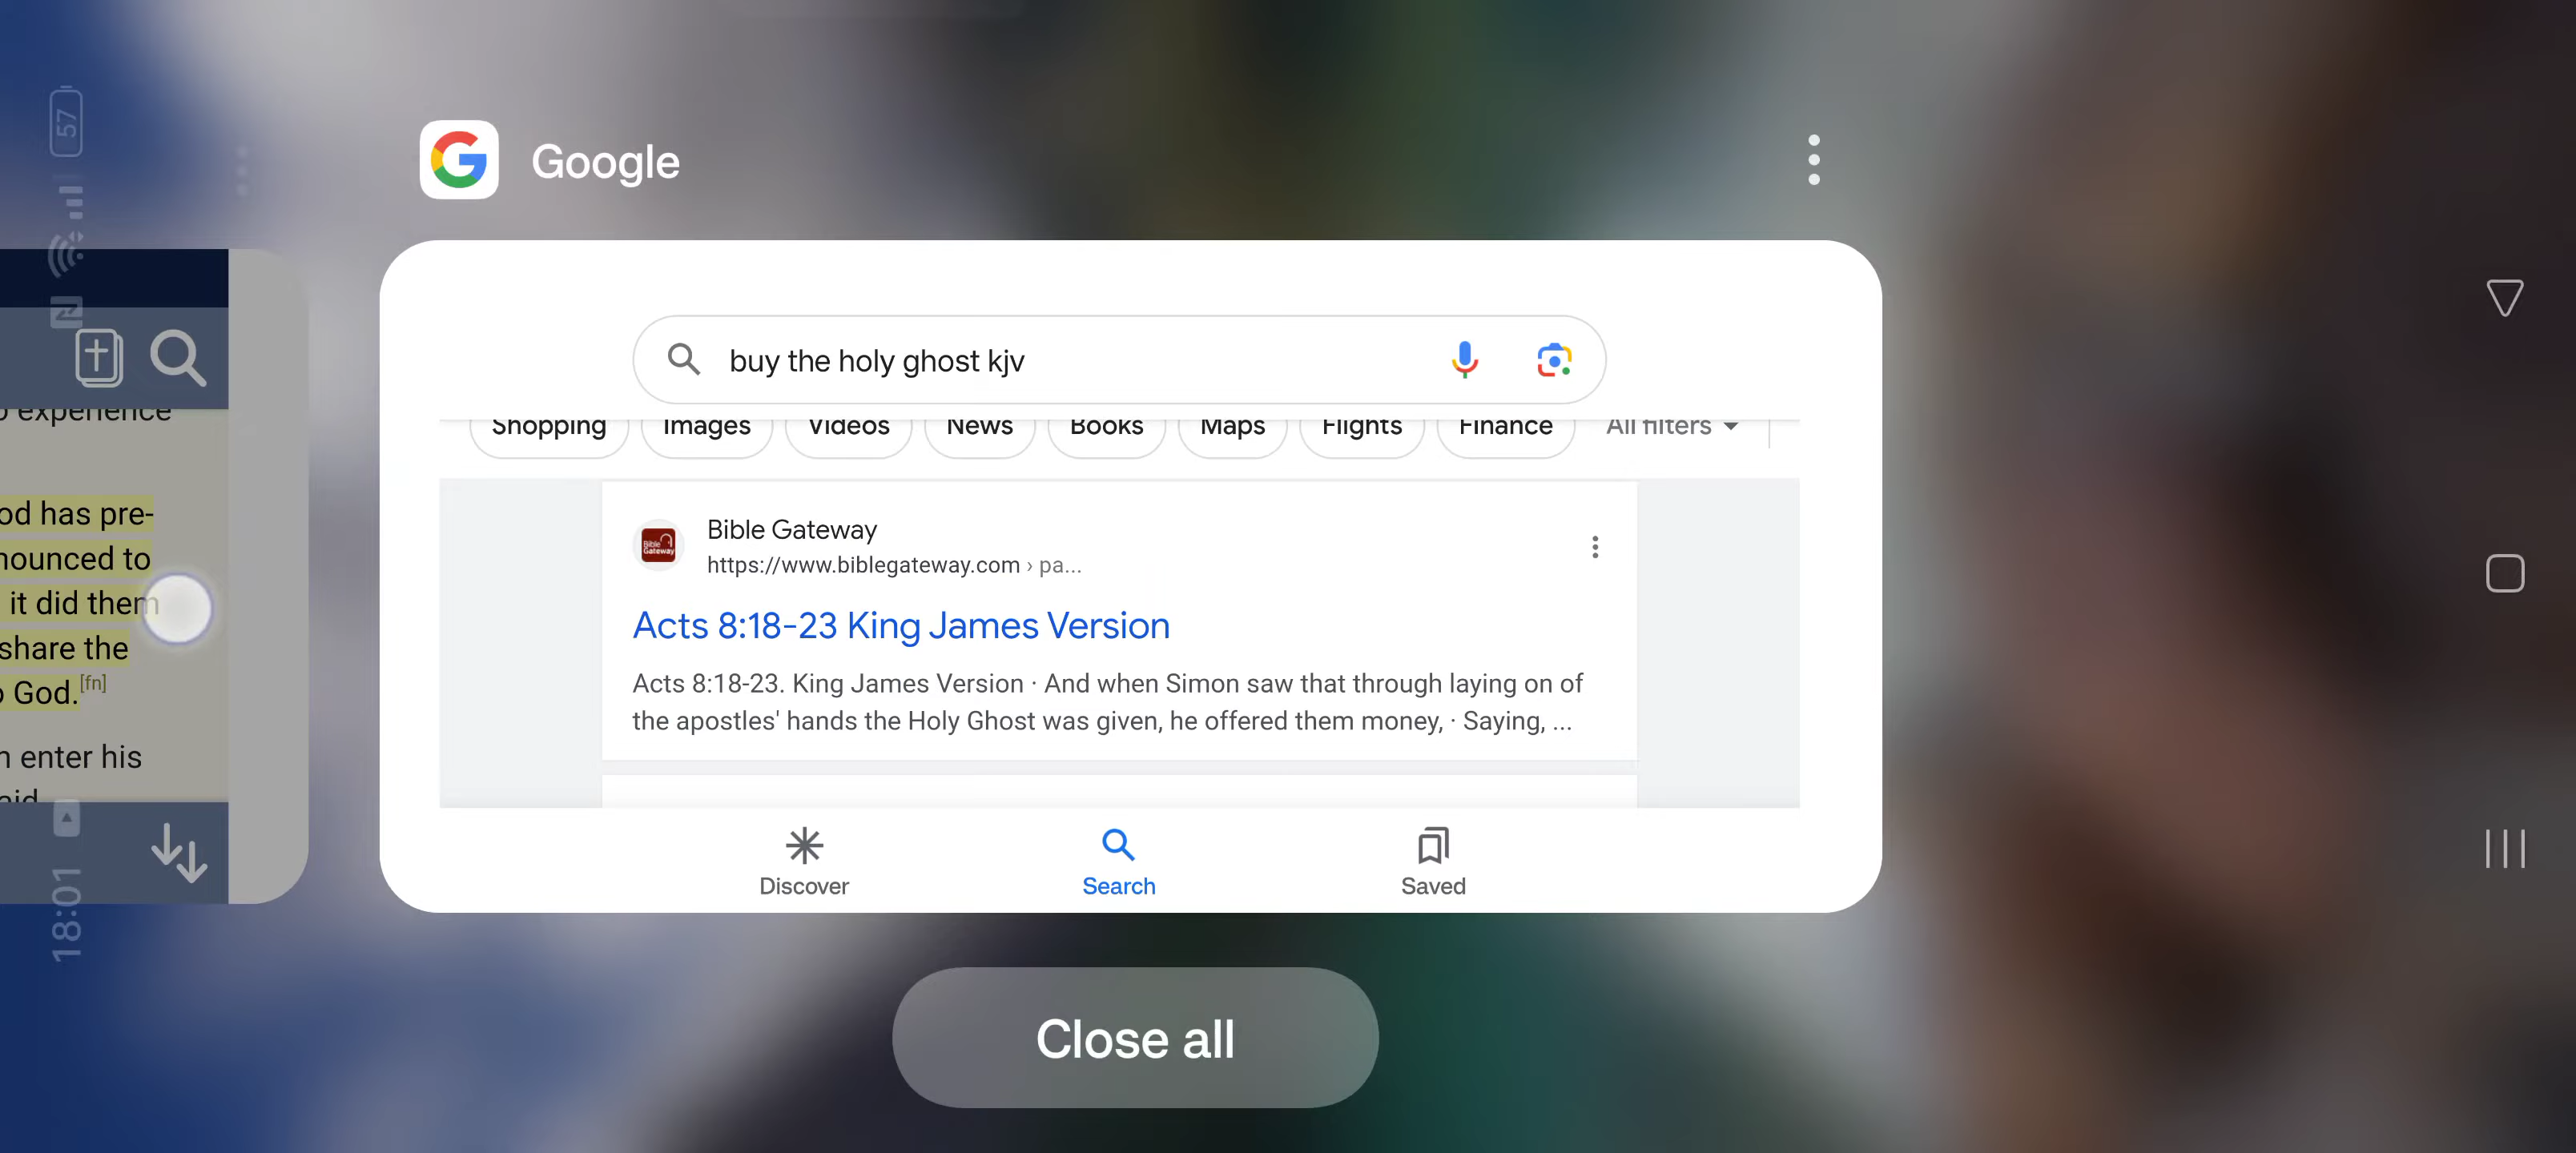 57
18:01
experience
od has pre-
nounced to
it did them
share the
God.[fn]
enter his
Google
buy the holy ghost kjv
Shopping Images Videos News Books Maps Flights Finance All filters
Bible Gateway
https://www.biblegateway.com › pa...
Acts 8:18-23 King James Version
Acts 8:18-23. King James Version · And when Simon saw that through laying on of
the apostles' hands the Holy Ghost was given, he offered them money, · Saying, ...
Discover Search Saved
Close all